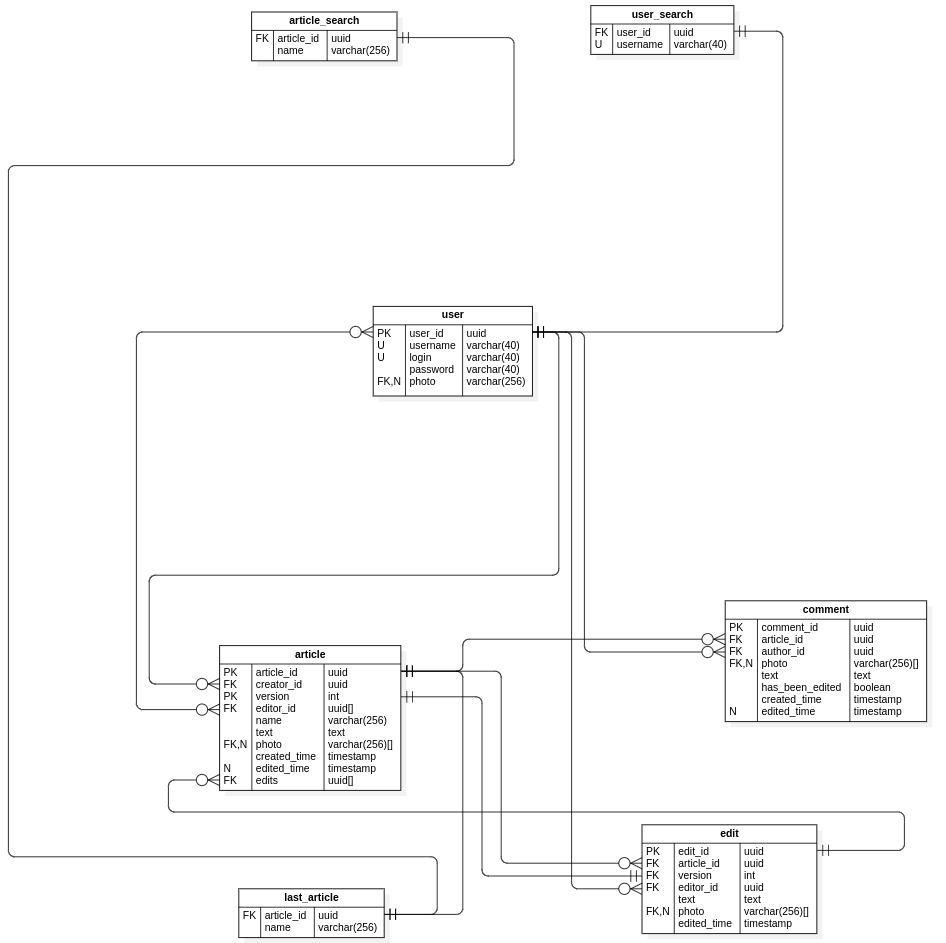 article_search
FK article_id uuid
name varchar(256)
user_search
FK user_id uuid
U username varchar(40)
user
PK user_id uuid
U username varchar(40)
U login varchar(40)
password varchar(40)
FK,N photo varchar(256)
comment
PK comment_id uuid
FK article_id uuid
FK author_id uuid
FK,N photo varchar(256)[]
text text
has_been_edited boolean
created_time timestamp
N edited_time timestamp
article
PK article_id uuid
FK creator_id uuid
PK version int
FK editor_id uuid[]
name varchar(256)
text text
FK,N photo varchar(256)[]
created_time timestamp
N edited_time timestamp
FK edits uuid[]
edit
PK edit_id uuid
FK article_id uuid
FK version int
FK editor_id uuid
text text
FK,N photo varchar(256)[]
edited_time timestamp
last_article
FK article_id uuid
name varchar(256)